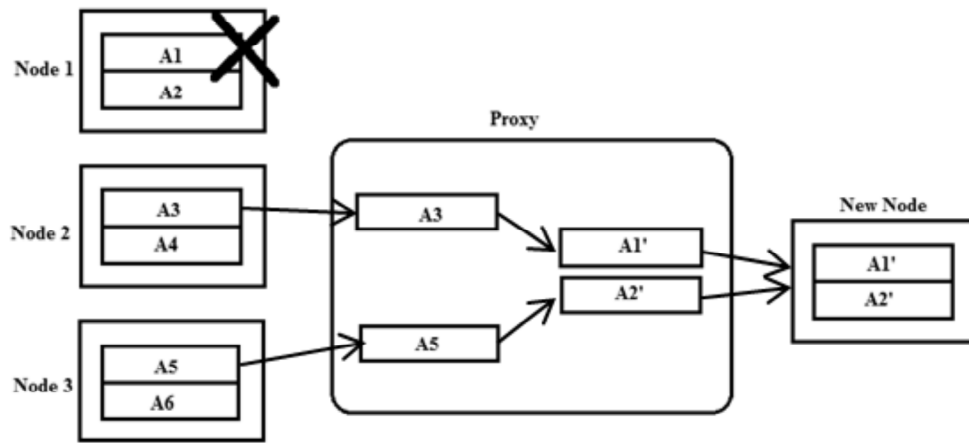 Node 1
A1
A2
Proxy
Node 2
A3
A4
A3
A1'
A2'
New Node
A1'
A2'
Node 3
A5
A6
A5